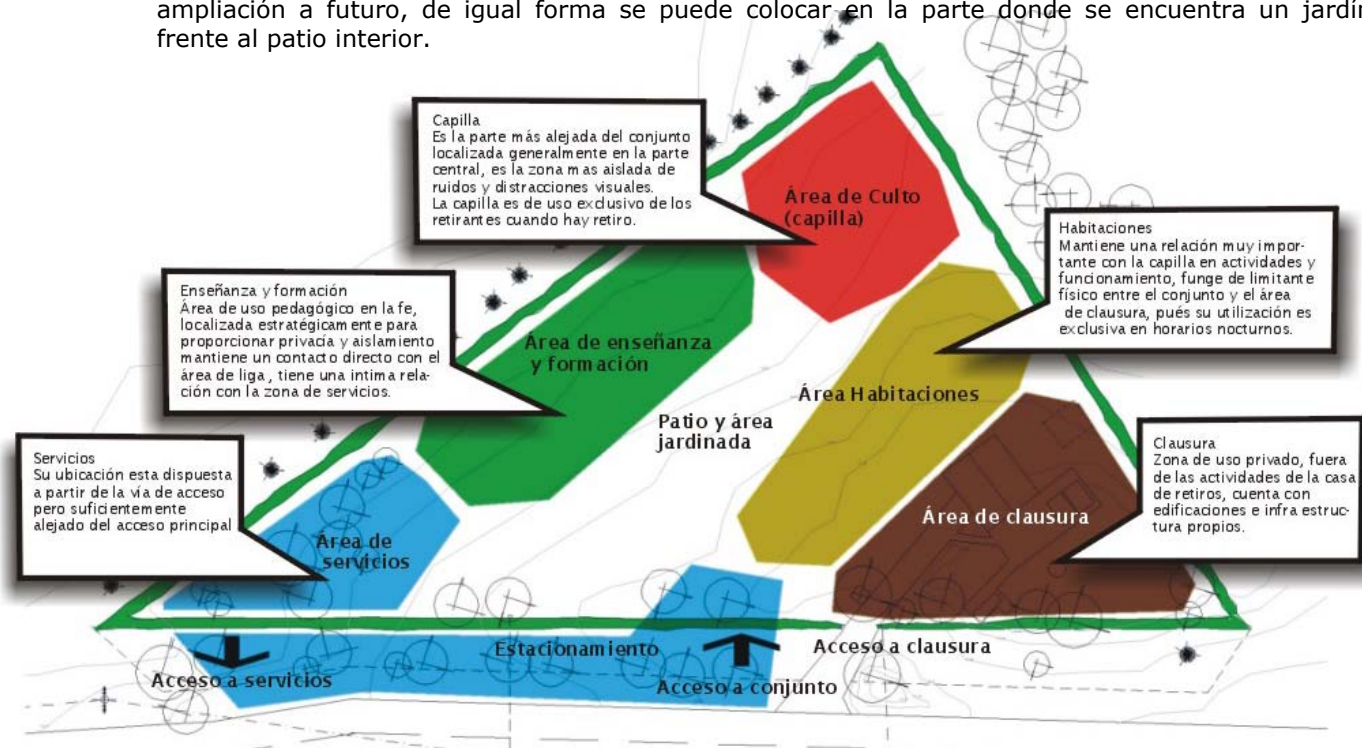 ampliación a futuro, de igual forma se puede colocar en la parte donde se encuentra un jardín
frente al patio interior.
Capilla
Es la parte más alejada del conjunto
localizada generalmente en la parte
central, es la zona mas aislada de
ruidos y distracciones visuales.
La capilla es de uso exclusivo de los
retirantes cuando hay retiro.
Área de Culto
(capilla)
Habitaciones
Mantiene una relación muy impor-
tante con la capilla en actividades y
funcionamiento, funge de limitante
físico entre el conjunto y el área
de clausura, pués su utilización es
exclusiva en horarios nocturnos.
Enseñanza y formación
Área de uso pedagógico en la fe,
localizada estratégicamente para
proporcionar privacía y aislamiento
mantiene un contacto directo con el
área de liga, tiene una intima rela-
ción con la zona de servicios.
Área de enseñanza
y formación
Área Habitaciones
Patio y área
jardinada
Servicios
Su ubicación esta dispuesta
a partir de la vía de acceso
pero suficientemente
alejado del acceso principal
Clausura
Zona de uso privado, fuera
de las actividades de la casa
de retiros, cuenta con
edificaciones e infra estruc-
tura propios.
Área de clausura
Área de
servicios
Estacionamiento
Acceso a clausura
Acceso a servicios
Acceso a conjunto